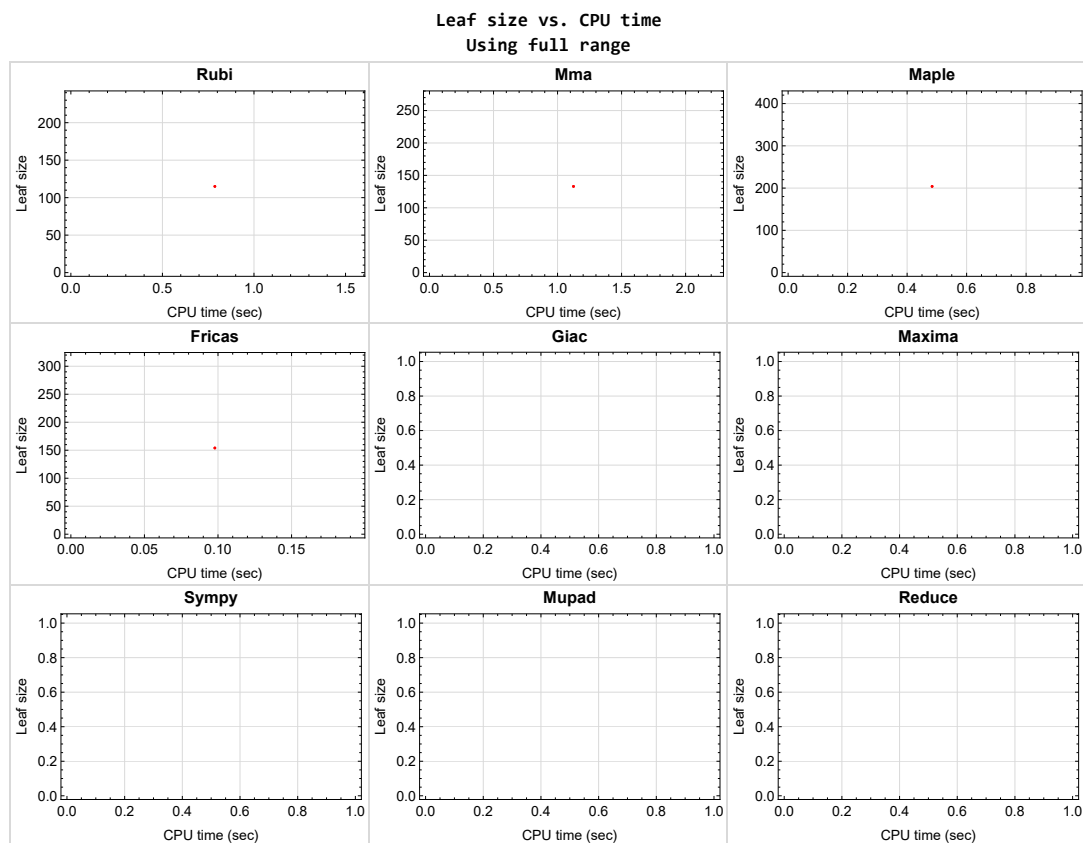 Leaf size vs. CPU time
Using full range
Rubi
Leaf size
200
150
100
50
0
0.0 0.5 1.0 1.5
CPU time (sec)
Mma
Leaf size
250
200
150
100
50
0
0.0 0.5 1.0 1.5 2.0
CPU time (sec)
Maple
Leaf size
400
300
200
100
0
0.0 0.2 0.4 0.6 0.8
CPU time (sec)
Fricas
Leaf size
300
250
200
150
100
50
0
0.00 0.05 0.10 0.15
CPU time (sec)
Giac
Leaf size
1.0
0.8
0.6
0.4
0.2
0.0
0.0 0.2 0.4 0.6 0.8 1.0
CPU time (sec)
Maxima
Leaf size
1.0
0.8
0.6
0.4
0.2
0.0
0.0 0.2 0.4 0.6 0.8 1.0
CPU time (sec)
Sympy
Leaf size
1.0
0.8
0.6
0.4
0.2
0.0
0.0 0.2 0.4 0.6 0.8 1.0
CPU time (sec)
Mupad
Leaf size
1.0
0.8
0.6
0.4
0.2
0.0
0.0 0.2 0.4 0.6 0.8 1.0
CPU time (sec)
Reduce
Leaf size
1.0
0.8
0.6
0.4
0.2
0.0
0.0 0.2 0.4 0.6 0.8 1.0
CPU time (sec)